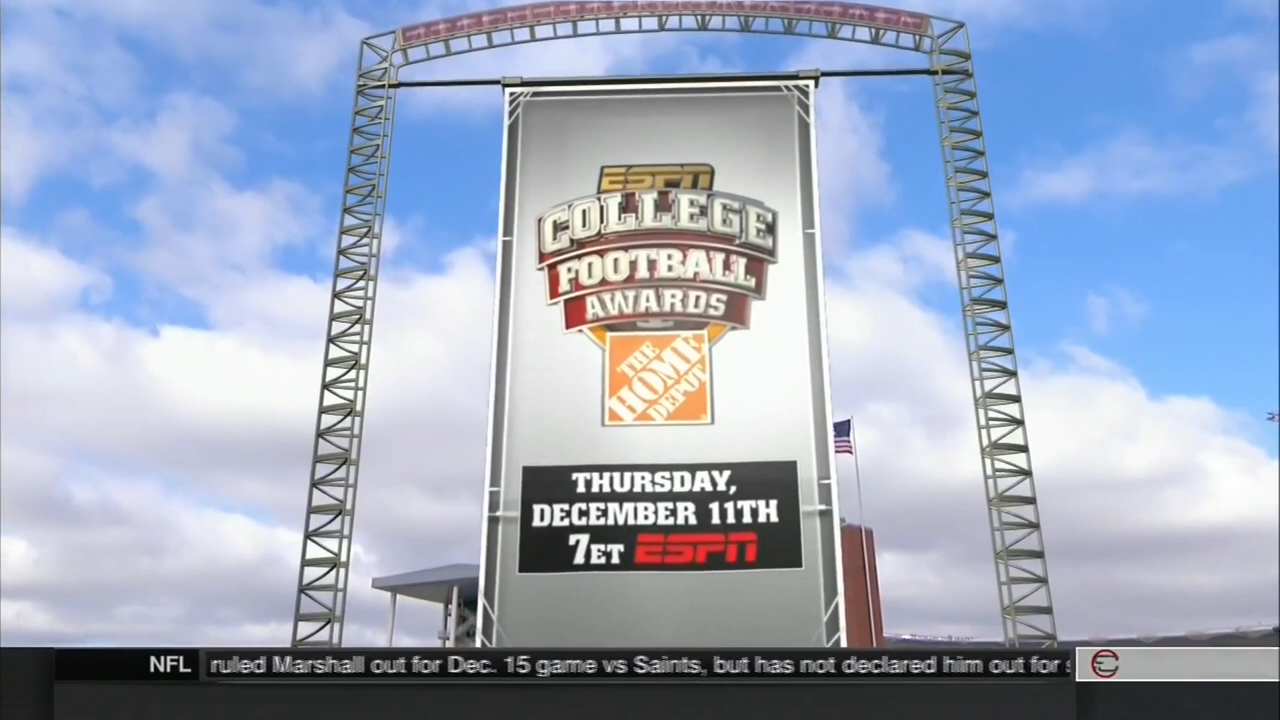 ESPN
COLLEGE
FOOTBALL
AWARDS
THE
HOME
DEPOT
THURSDAY,
DECEMBER 11TH
7ET ESPN
NFL ruled Marshall out for Dec. 15 game vs Saints, but has not declared him out for